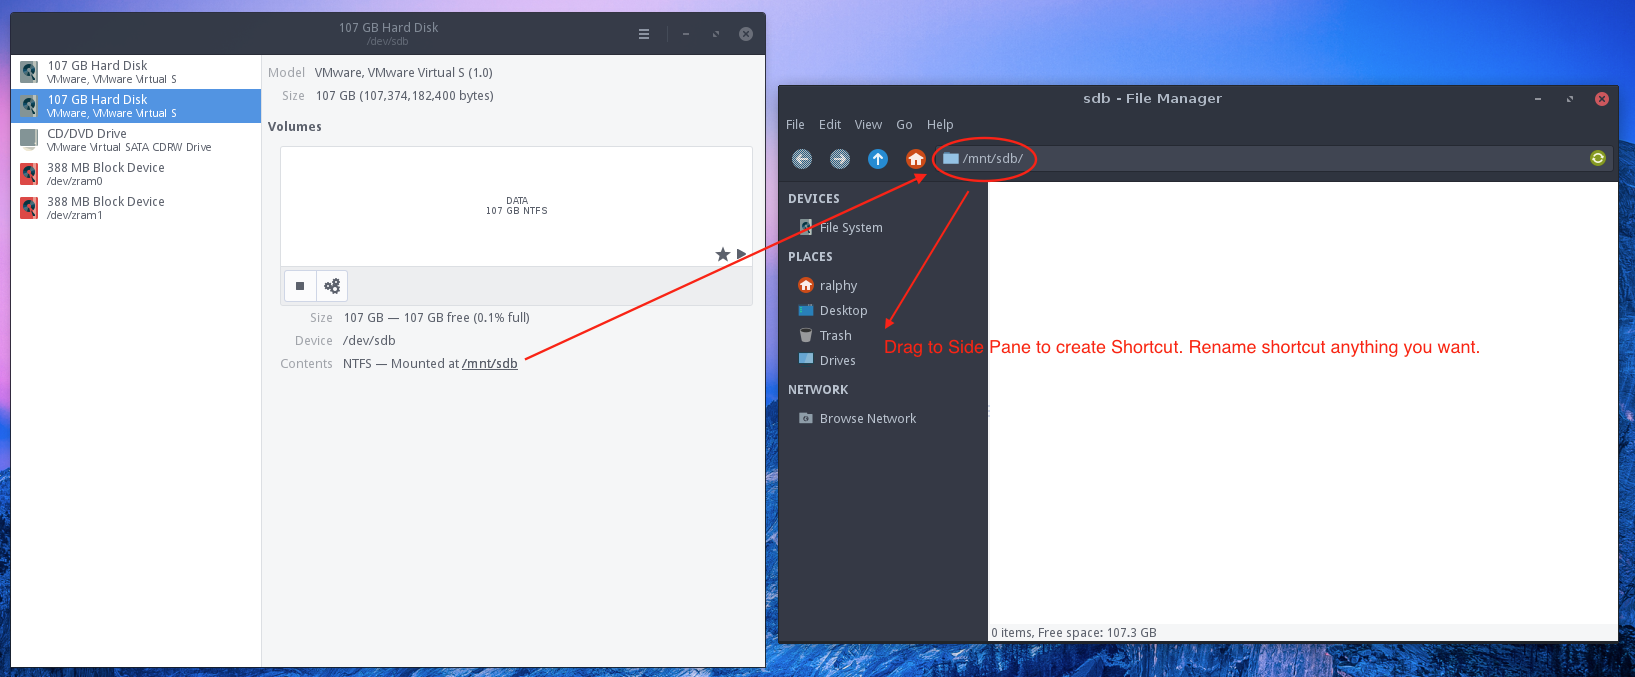 107 GB Hard Disk
/dev/sdb
107 GB Hard Disk
VMware, VMware Virtual S
107 GB Hard Disk
VMware, VMware Virtual S
CD/DVD Drive
VMware Virtual SATA CDRW Drive
388 MB Block Device
/dev/zram0
388 MB Block Device
/dev/zram1
Model VMware, VMware Virtual S (1.0)
Size 107 GB (107,374,182,400 bytes)
Volumes
DATA
107 GB NTFS
Size 107 GB — 107 GB free (0.1% full)
Device /dev/sdb
Contents NTFS — Mounted at /mnt/sdb
sdb - File Manager
File Edit View Go Help
/mnt/sdb/
DEVICES
File System
PLACES
ralphy
Desktop
Trash
Drives
NETWORK
Browse Network
Drag to Side Pane to create Shortcut. Rename shortcut anything you want.
0 items, Free space: 107.3 GB